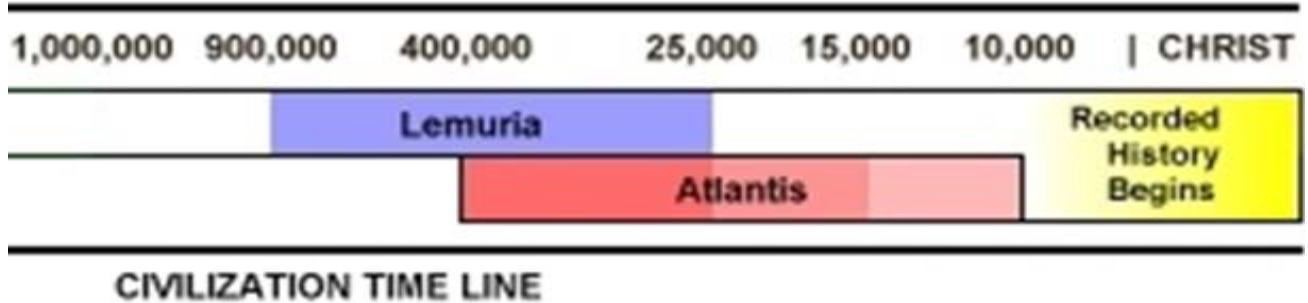 1,000,000 900,000 400,000 25,000 15,000 10,000 | CHRIST
Lemuria
Atlantis
Recorded
History
Begins
CIVILIZATION TIME LINE